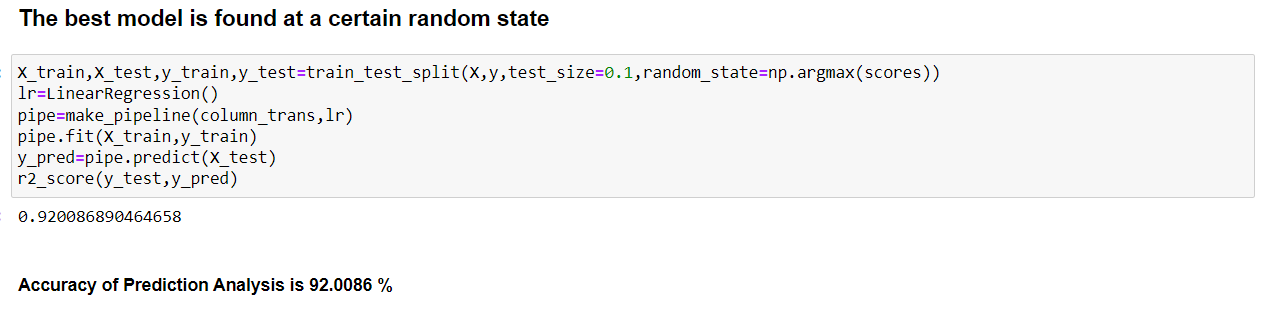 The best model is found at a certain random state
X_train,X_test,y_train,y_test=train_test_split(X,y,test_size=0.1,random_state=np.argmax(scores))
lr=LinearRegression()
pipe=make_pipeline(column_trans,lr)
pipe.fit(X_train,y_train)
y_pred=pipe.predict(X_test)
r2_score(y_test,y_pred)
0.920086890464658
Accuracy of Prediction Analysis is 92.0086 %